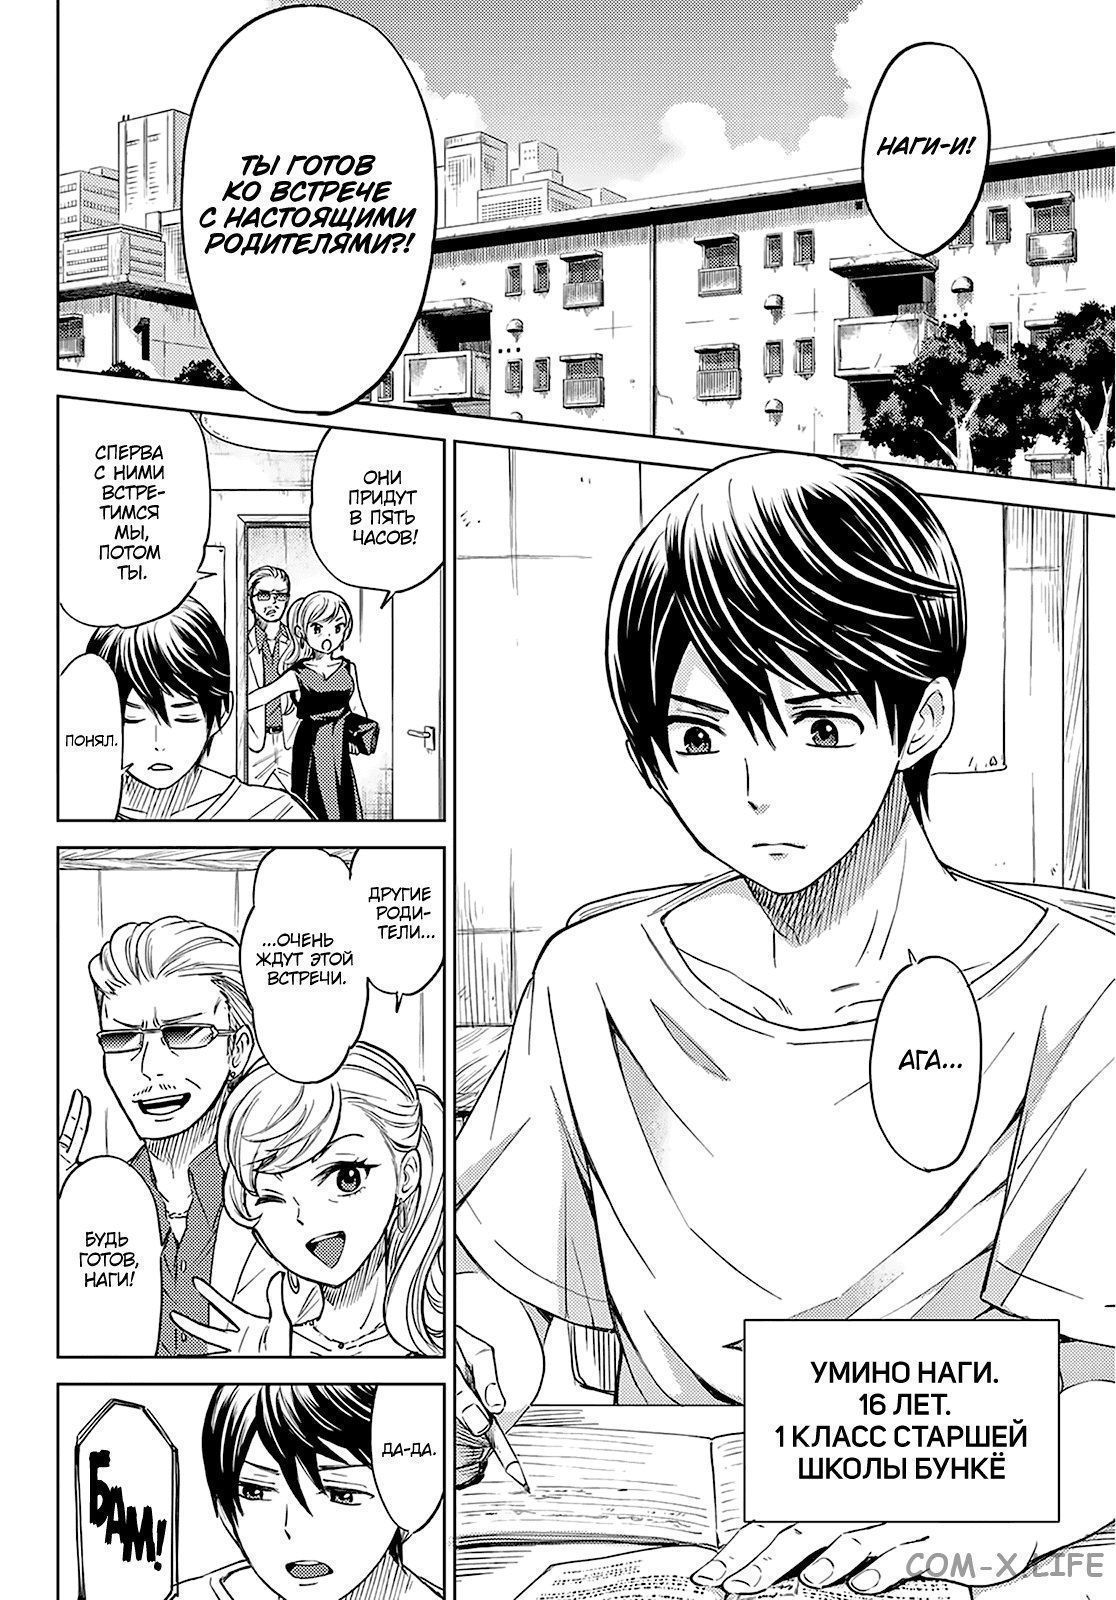 НАГИ-И!
ТЫ ГОТОВ
КО ВСТРЕЧЕ
С НАСТОЯЩИМИ
РОДИТЕЛЯМИ?!
1
АГА...
УМИНО НАГИ.
16 ЛЕТ.
1 КЛАСС СТАРШЕЙ
ШКОЛЫ БУНКЁ
ОНИ
ПРИДУТ
В ПЯТЬ
ЧАСОВ!
СПЕРВА
С НИМИ
ВСТРЕ-
ТИМСЯ
МЫ,
ПОТОМ
ТЫ.
ПОНЯЛ.
ДРУГИЕ
РОДИ-
ТЕЛИ...
...ОЧЕНЬ
ЖДУТ ЭТОЙ
ВСТРЕЧИ.
БУДЬ
ГОТОВ,
НАГИ!
ДА-ДА.
БАМ!
COM-X.LIFE